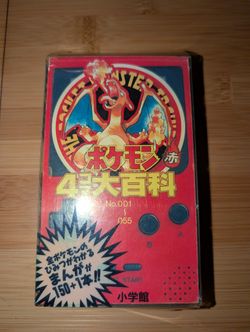 ポケモン 赤
4コマ大百科
No.001
～
055
全ポケモンの
ひみつがわかる
まんがが
150+1本!!
START
小学館